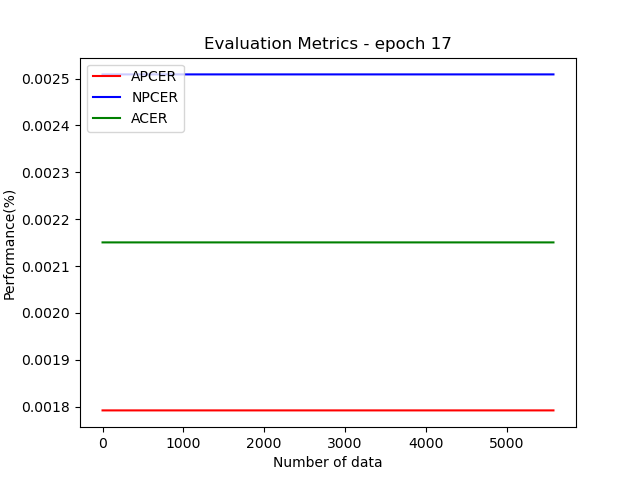 Evaluation Metrics - epoch 17
APCER
NPCER
ACER
Performance(%)
0.0025
0.0024
0.0023
0.0022
0.0021
0.0020
0.0019
0.0018
0
1000
2000
3000
4000
5000
Number of data